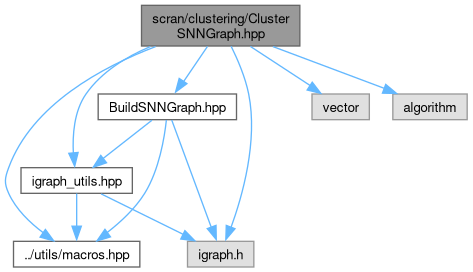 scran/clustering/Cluster
SNNGraph.hpp
BuildSNNGraph.hpp
vector
algorithm
igraph_utils.hpp
../utils/macros.hpp
igraph.h